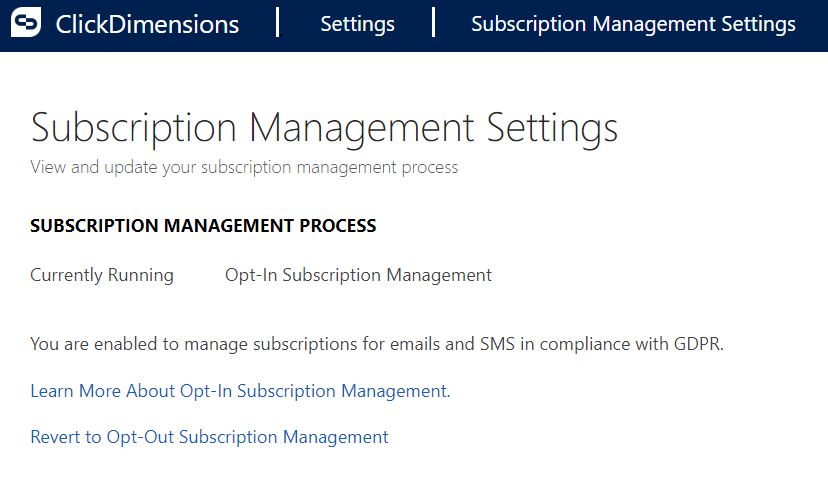 ClickDimensions | Settings | Subscription Management Settings
Subscription Management Settings
View and update your subscription management process
SUBSCRIPTION MANAGEMENT PROCESS
Currently Running Opt-In Subscription Management
You are enabled to manage subscriptions for emails and SMS in compliance with GDPR.
Learn More About Opt-In Subscription Management.
Revert to Opt-Out Subscription Management